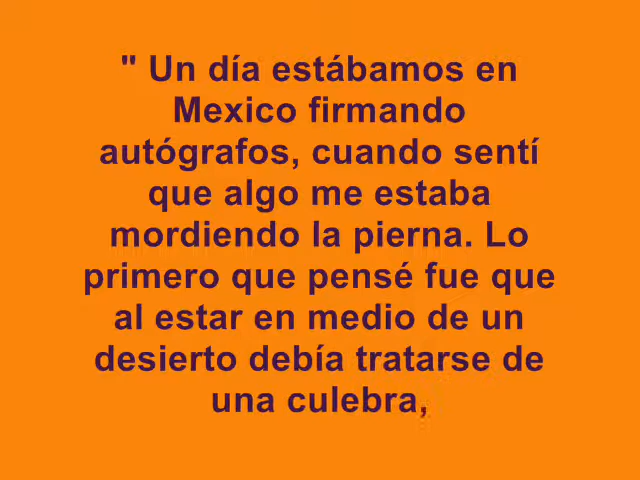 " Un día estábamos en
Mexico firmando
autógrafos, cuando sentí
que algo me estaba
mordiendo la pierna. Lo
primero que pensé fue que
al estar en medio de un
desierto debía tratarse de
una culebra,